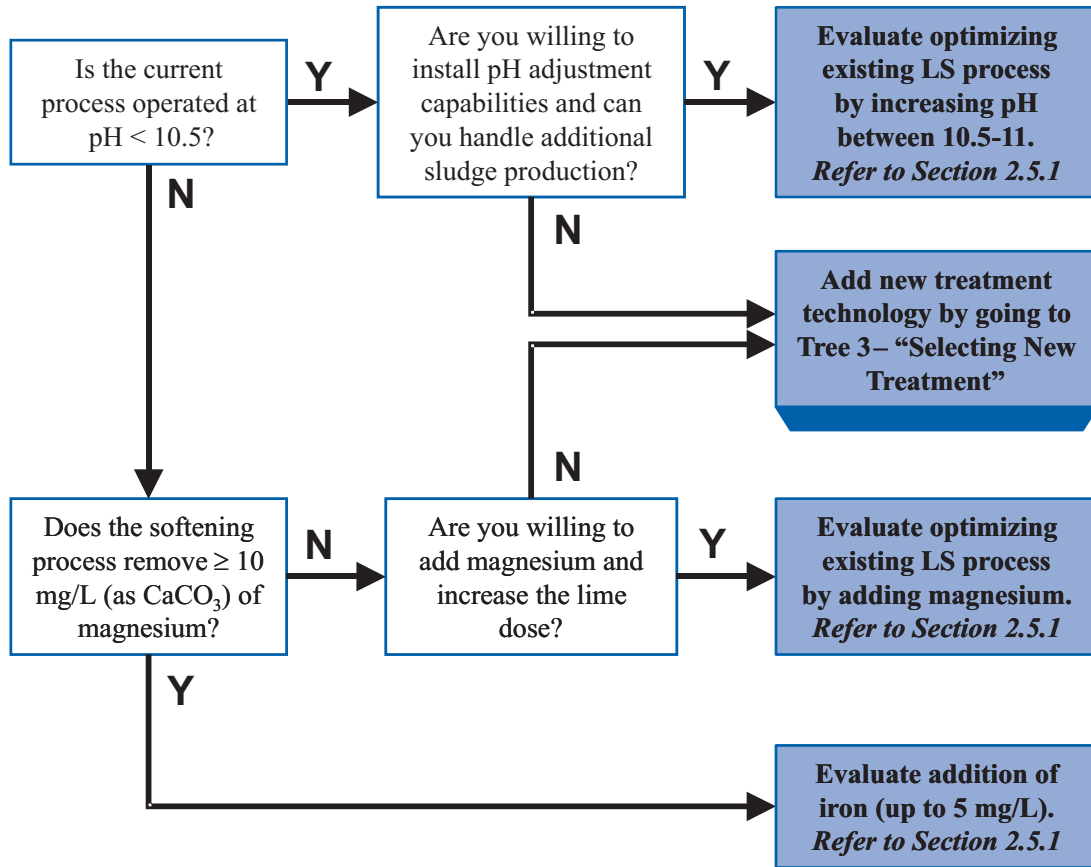 Is the current
process operated at
pH < 10.5?
Y
Are you willing to
install pH adjustment
capabilities and can
you handle additional
sludge production?
Y
Evaluate optimizing
existing LS process
by increasing pH
between 10.5-11.
Refer to Section 2.5.1
N
N
Add new treatment
technology by going to
Tree 3– “Selecting New
Treatment”
N
Does the softening
process remove ≥ 10
mg/L (as CaCO₃) of
magnesium?
N
Are you willing to
add magnesium and
increase the lime
dose?
Y
Evaluate optimizing
existing LS process
by adding magnesium.
Refer to Section 2.5.1
Y
Evaluate addition of
iron (up to 5 mg/L).
Refer to Section 2.5.1